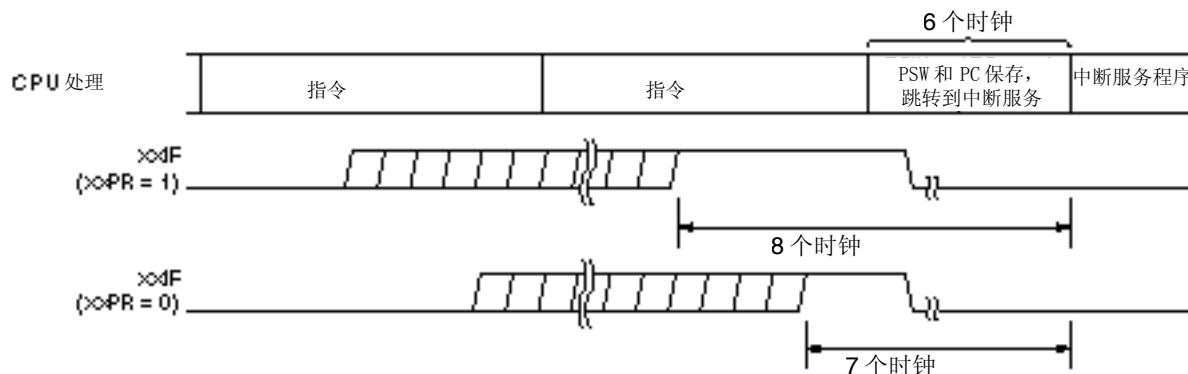 6 个时钟
CPU 处理
指令
指令
PSW 和 PC 保存，
跳转到中断服务
中断服务程序
××IF
(××PR = 1)
8 个时钟
××IF
(××PR = 0)
7 个时钟